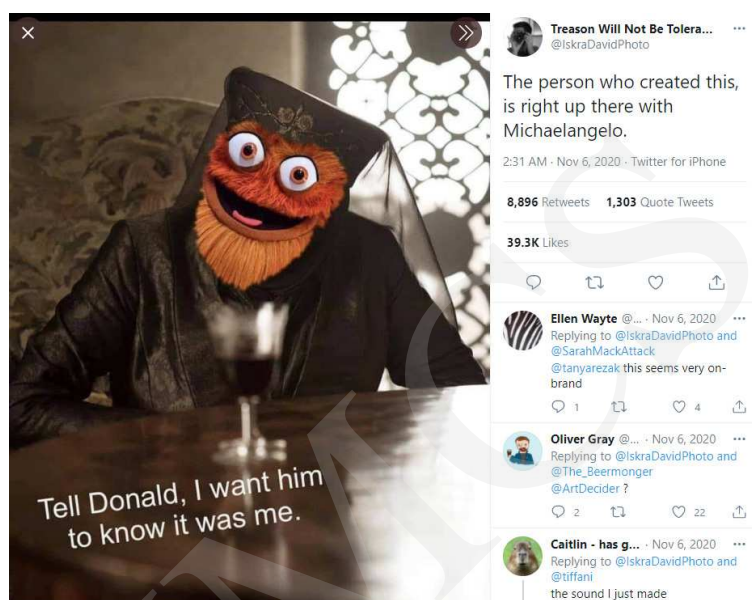 Treason Will Not Be Tolera...
@IskraDavidPhoto
The person who created this,
is right up there with
Michaelangelo.
2:31 AM · Nov 6, 2020 · Twitter for iPhone
8,896 Retweets 1,303 Quote Tweets
39.3K Likes
Ellen Wayte @... · Nov 6, 2020
Replying to @IskraDavidPhoto and
@SarahMackAttack
@tanyarezak this seems very on-
brand
1 4
Oliver Gray @... · Nov 6, 2020
Replying to @IskraDavidPhoto and
@The_Beermonger
@ArtDecider ?
2 22
Caitlin - has g... · Nov 6, 2020
Replying to @IskraDavidPhoto and
@tiffani
the sound I just made
Tell Donald, I want him
to know it was me.